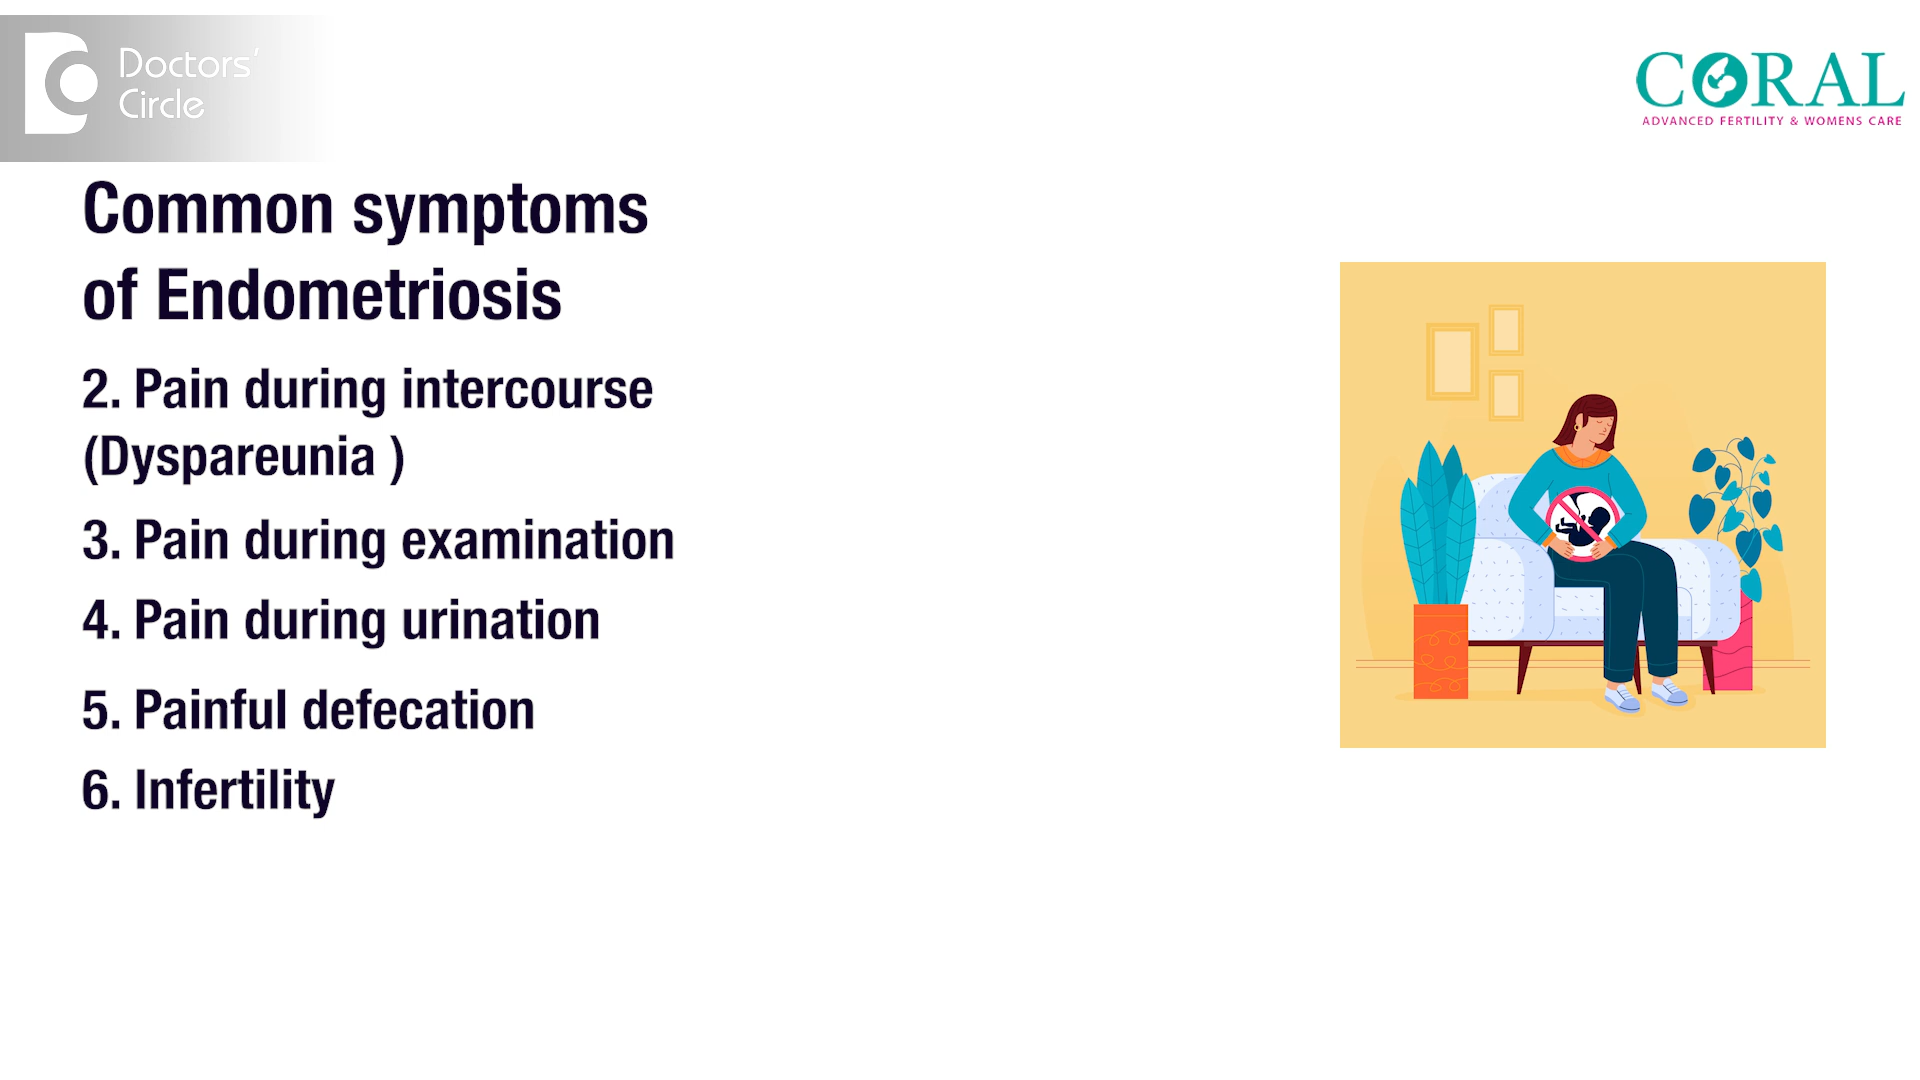 Doctors'
Circle
CORAL
ADVANCED FERTILITY & WOMENS CARE
Common symptoms
of Endometriosis
2. Pain during intercourse
(Dyspareunia )
3. Pain during examination
4. Pain during urination
5. Painful defecation
6. Infertility